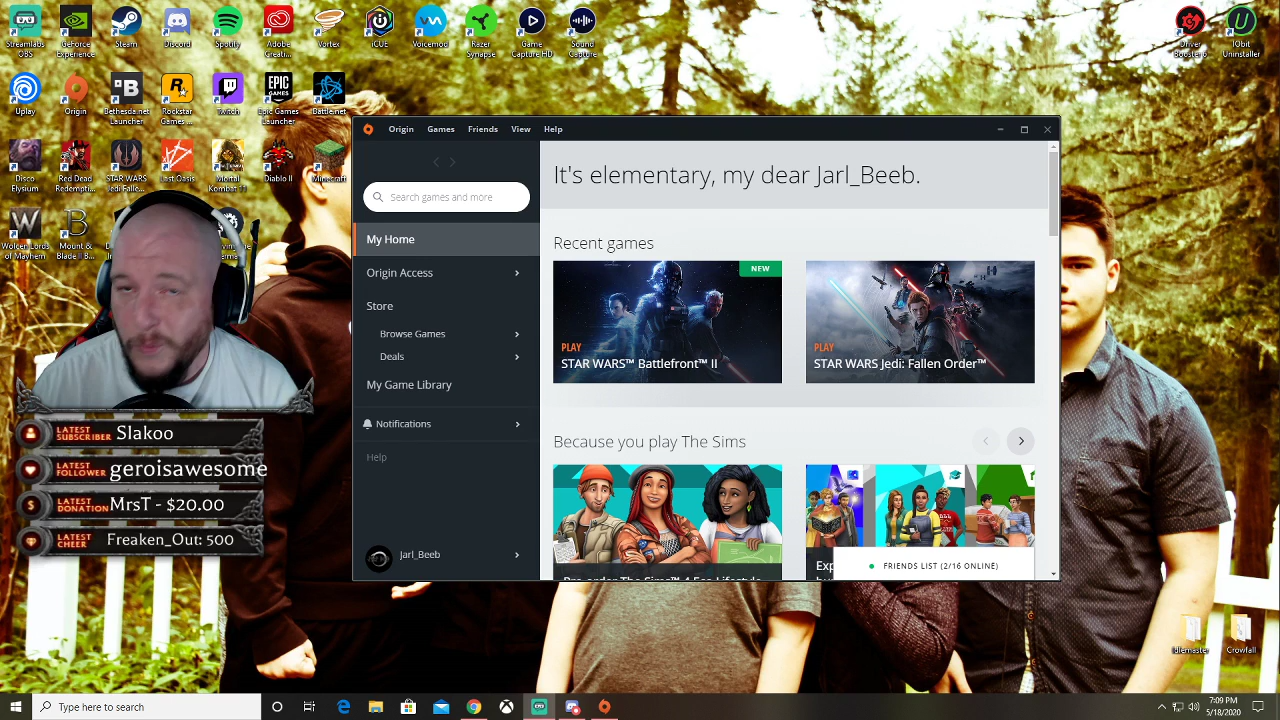 Streamlabs OBS
GeForce Experience
Steam
Discord
Spotify
Adobe Creati...
Vortex
iCUE
Voicemod
Razer Synapse
Game Capture HD
Sound Capture
Driver Booster 6
IObit Uninstaller
Uplay
Origin
Bethesda.net Launcher
Rockstar Games ...
Twitch
Epic Games Launcher
Battle.net
Disco Elysium
Red Dead Redempti...
STAR WARS Jedi Falle...
Last Oasis
Mortal Kombat 11
Diablo II
Minecraft
Wolcen Lords of Mayhem
Mount & Blade II B...
Origin Games Friends View Help
Search games and more
My Home
Origin Access
Store
Browse Games
Deals
My Game Library
Notifications
Help
Jarl_Beeb
It's elementary, my dear Jarl_Beeb.
Recent games
NEW
PLAY
STAR WARS™ Battlefront™ II
PLAY
STAR WARS Jedi: Fallen Order™
Because you play The Sims
Pre-order The Sims™ 4 Eco Lifestyle
FRIENDS LIST (2/16 ONLINE)
LATEST SUBSCRIBER Slakoo
LATEST FOLLOWER geroisawesome
LATEST DONATION MrsT - $20.00
LATEST CHEER Freaken_Out: 500
Idlemaster
Crowfall
Type here to search
7:09 PM
5/18/2020